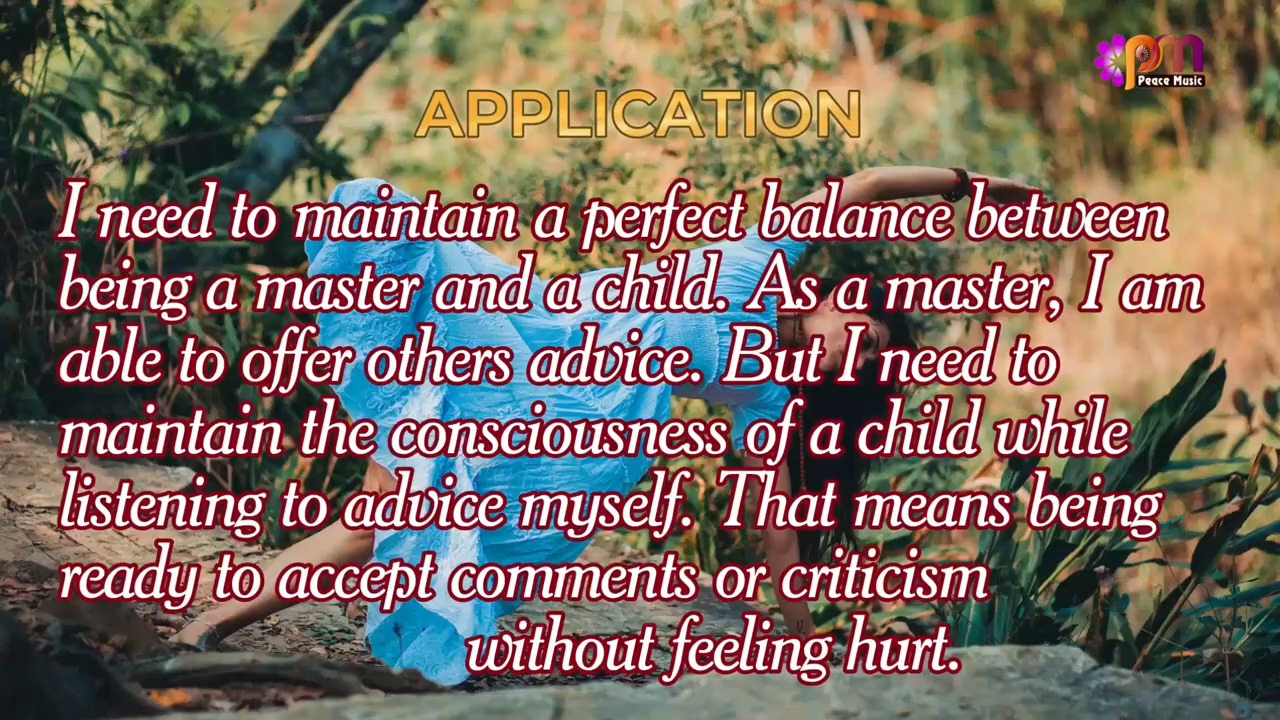 pm
Peace Music
APPLICATION
I need to maintain a perfect balance between
being a master and a child. As a master, I am
able to offer others advice. But I need to
maintain the consciousness of a child while
listening to advice myself. That means being
ready to accept comments or criticism
without feeling hurt.